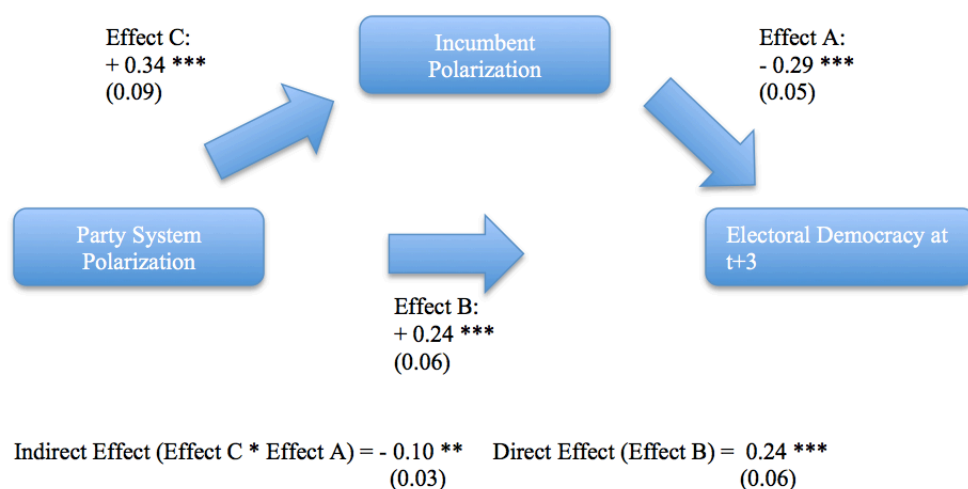 Effect C:
+ 0.34 ***
(0.09)
Incumbent
Polarization
Effect A:
- 0.29 ***
(0.05)
Party System
Polarization
Electoral Democracy at
t+3
Effect B:
+ 0.24 ***
(0.06)
Indirect Effect (Effect C * Effect A) = - 0.10 **
(0.03)
Direct Effect (Effect B) = 0.24 ***
(0.06)